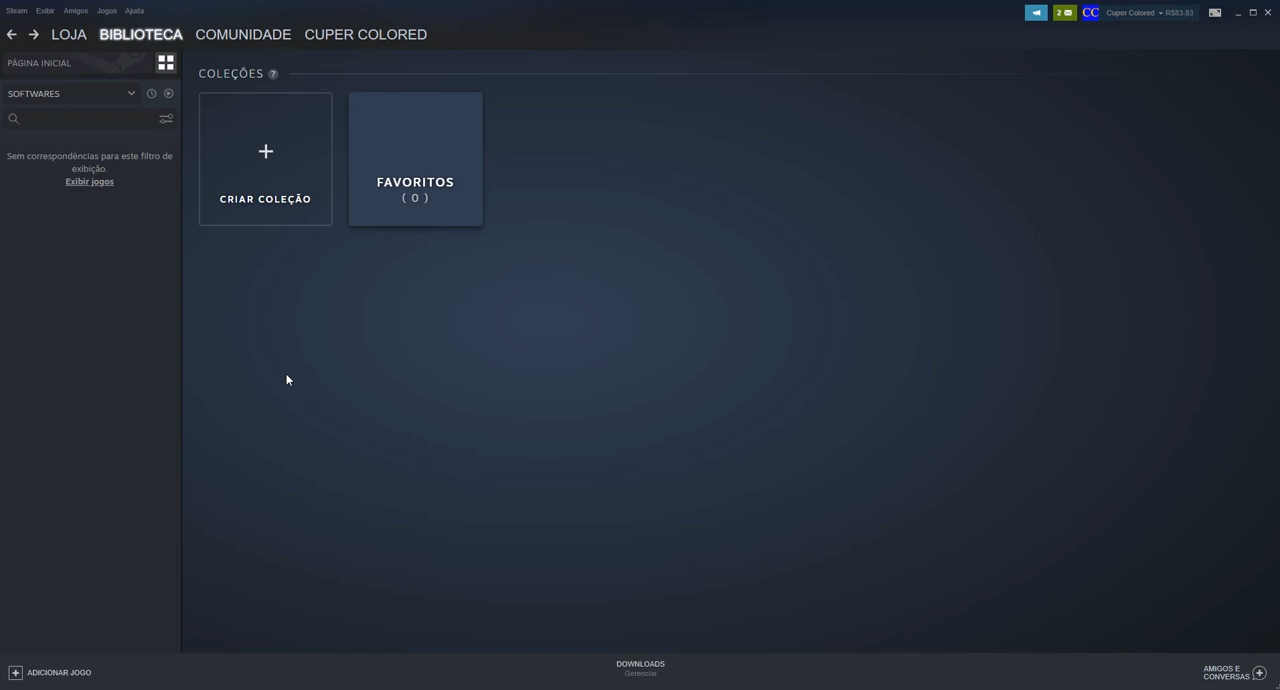 Steam Exibir Amigos Jogos Ajuda
2 CC Cuper Colored R$83,83
LOJA BIBLIOTECA COMUNIDADE CUPER COLORED
PÁGINA INICIAL
COLEÇÕES ?
SOFTWARES
CRIAR COLEÇÃO
FAVORITOS
( 0 )
Sem correspondências para este filtro de
exibição.
Exibir jogos
ADICIONAR JOGO
DOWNLOADS
Gerenciar
AMIGOS E
CONVERSAS